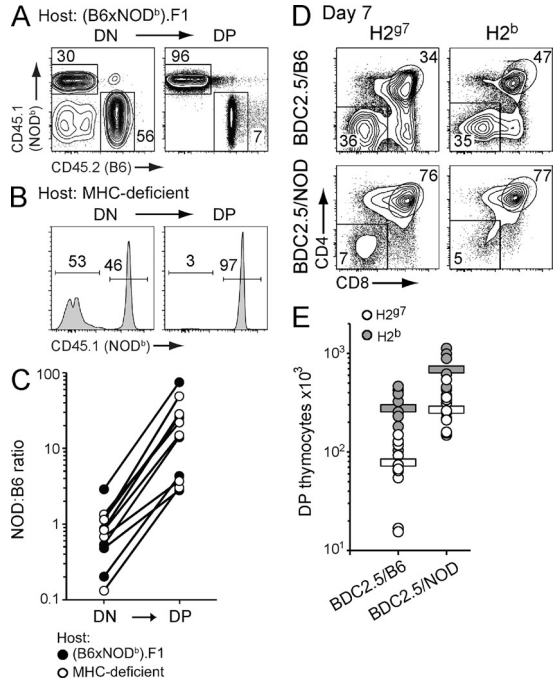 A Host: (B6xNODᵇ).F1
DN → DP
30
96
56
7
CD45.1
(NODᵇ)
CD45.2 (B6)
B Host: MHC-deficient
DN → DP
53
46
3
97
CD45.1 (NODᵇ)
C
100
10
1
0.1
NOD:B6 ratio
DN → DP
Host:
(B6xNODᵇ).F1
MHC-deficient
D Day 7
H2ᵍ⁷
H2ᵇ
BDC2.5/B6
34
36
47
35
BDC2.5/NOD
76
7
77
5
CD4
CD8
E
H2ᵍ⁷
H2ᵇ
10³
10²
10¹
DP thymocytes x10³
BDC2.5/B6
BDC2.5/NOD